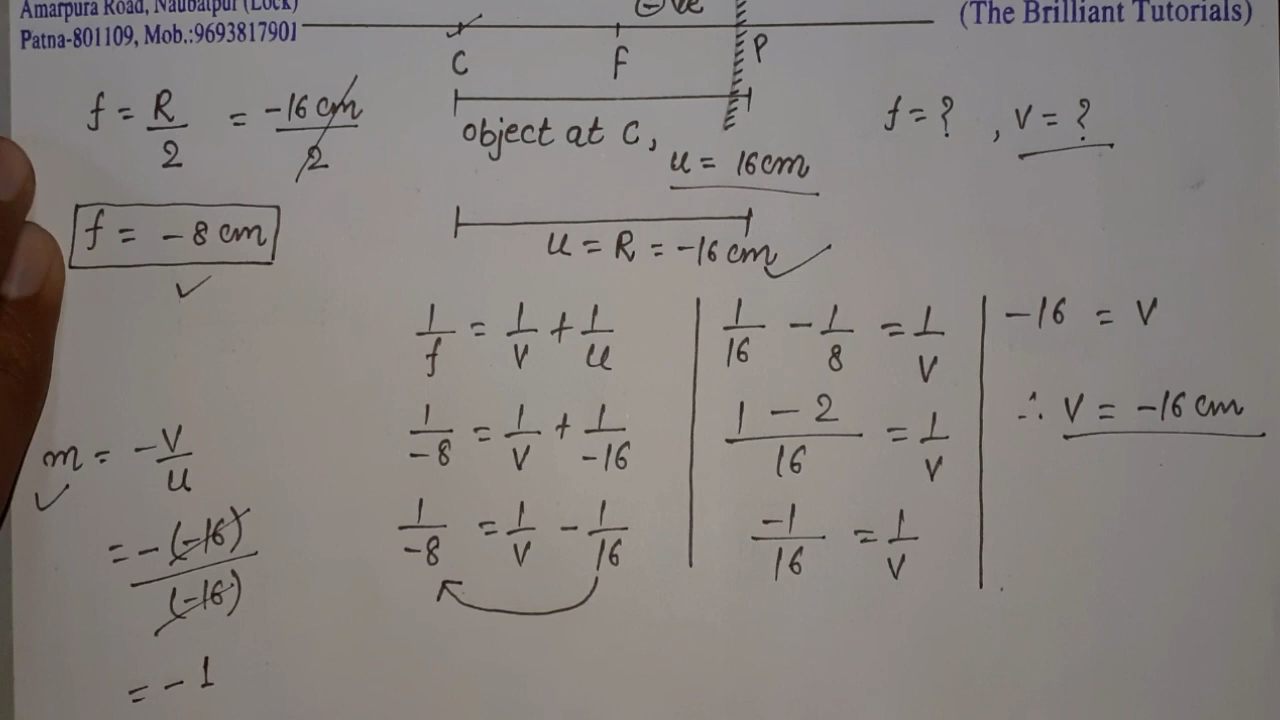 Amarpura Road, Naubatpur (Lock)
Patna-801109, Mob.:9693817901
(The Brilliant Tutorials)
⊖ve
C F P
object at C,
u = 16cm
u = R = -16 cm
f = R/2 = -16 cm/2
f = -8 cm
f = ? , v = ?
1/f = 1/v + 1/u
1/-8 = 1/v + 1/-16
1/-8 = 1/v - 1/16
1/16 - 1/8 = 1/v
1 - 2/16 = 1/v
-1/16 = 1/v
-16 = v
∴ v = -16 cm
m = -v/u
= -(-16)/(-16)
= -1